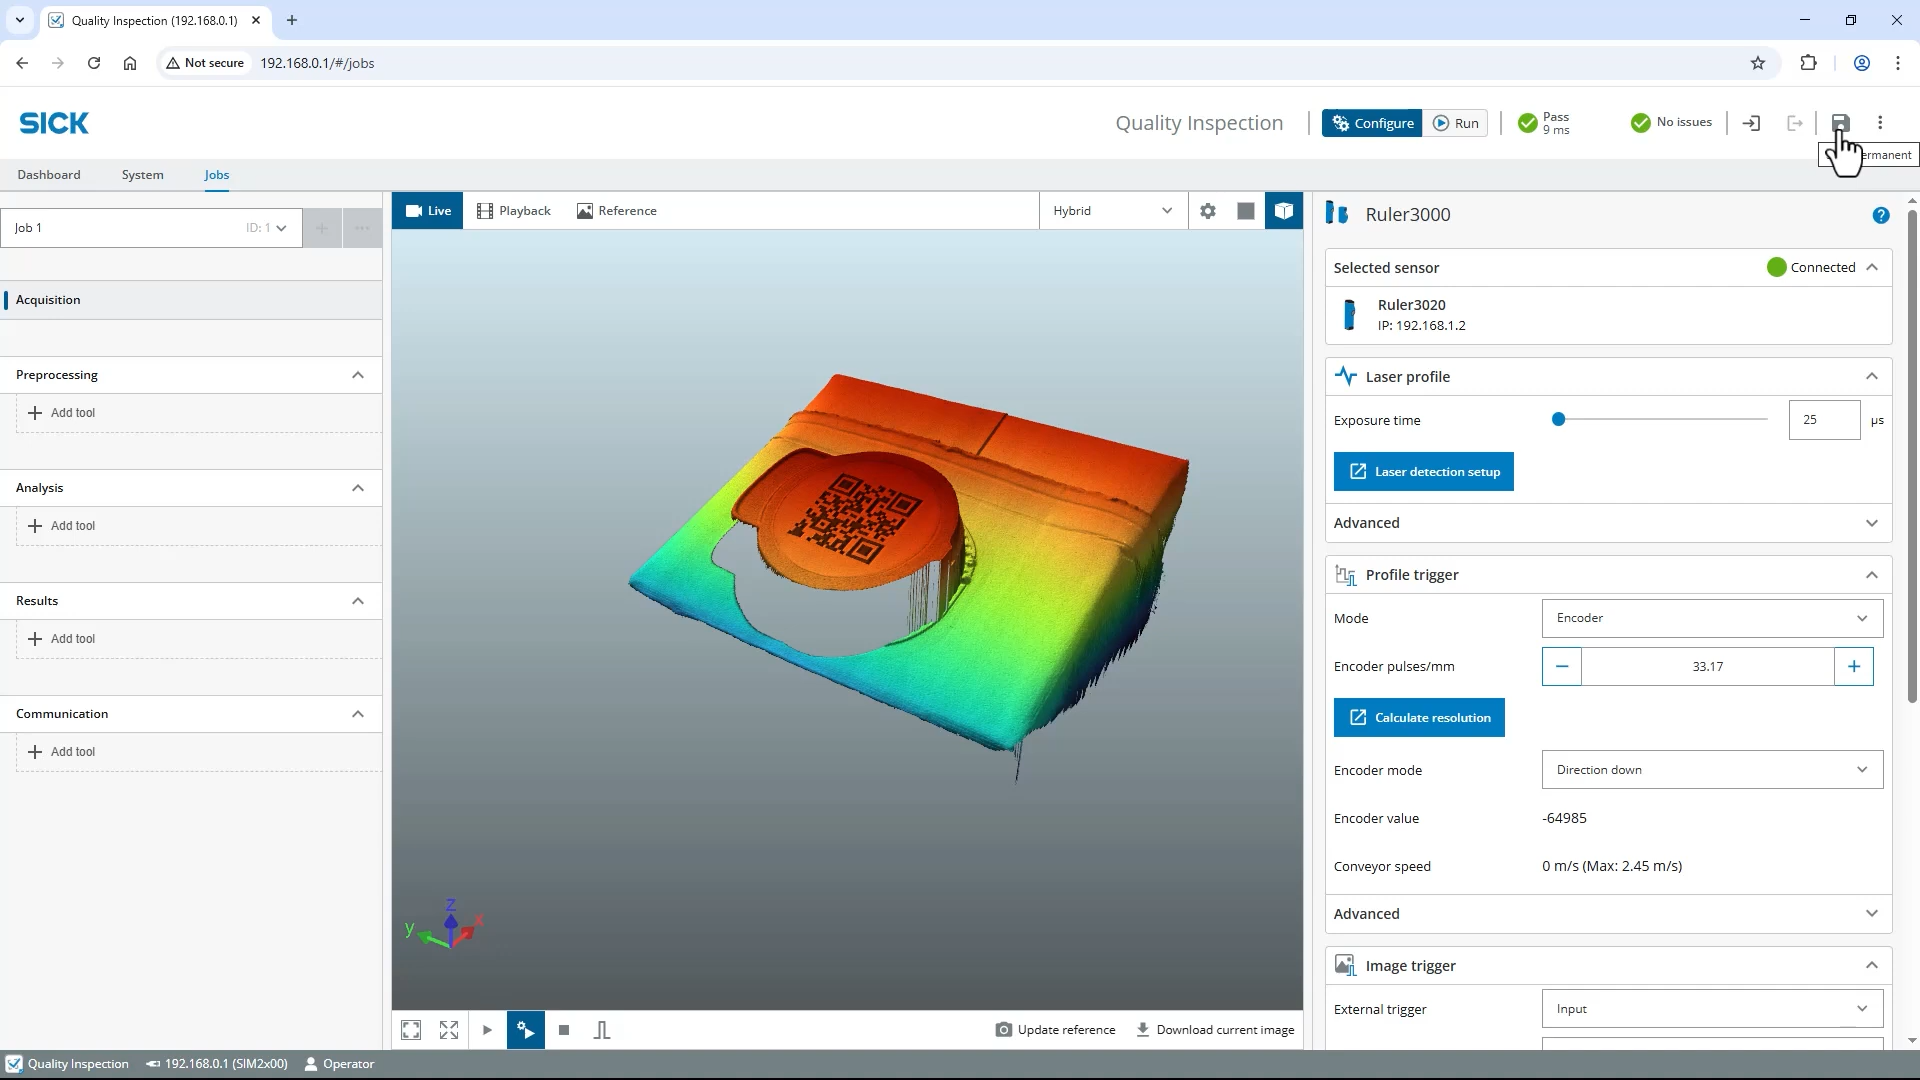 Quality Inspection (192.168.0.1)
Not secure
192.168.0.1/#/jobs
SICK
Quality Inspection
Configure
Run
Pass
9 ms
No issues
ermanent
Dashboard
System
Jobs
Job 1
ID: 1
Live
Playback
Reference
Hybrid
Acquisition
Preprocessing
Add tool
Analysis
Add tool
Results
Add tool
Communication
Add tool
Z
X
y
Update reference
Download current image
Ruler3000
?
Selected sensor
Connected
Ruler3020
IP: 192.168.1.2
Laser profile
Exposure time
25
µs
Laser detection setup
Advanced
Profile trigger
Mode
Encoder
Encoder pulses/mm
33.17
Calculate resolution
Encoder mode
Direction down
Encoder value
-64985
Conveyor speed
0 m/s (Max: 2.45 m/s)
Advanced
Image trigger
External trigger
Input
Quality Inspection
192.168.0.1 (SIM2x00)
Operator